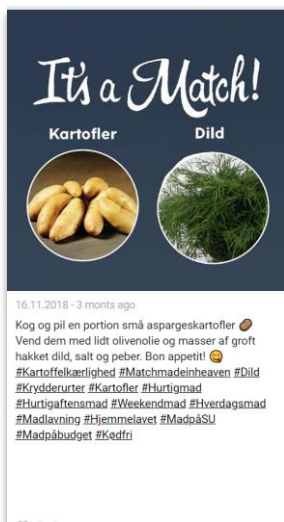 It's a Match!
Kartofler Dild
16.11.2018 - 3 monts ago
Kog og pil en portion små aspargeskartofler 🥔
Vend dem med lidt olivenolie og masser af groft
hakket dild, salt og peber. Bon appetit! 😋
#Kartoffelkærlighed #Matchmadeinheaven #Dild
#Krydderurter #Kartofler #Hurtigmad
#Hurtigaftensmad #Weekendmad #Hverdagsmad
#Madlavning #Hjemmelavet #MadpåSU
#Madpåbudget #Kødfri